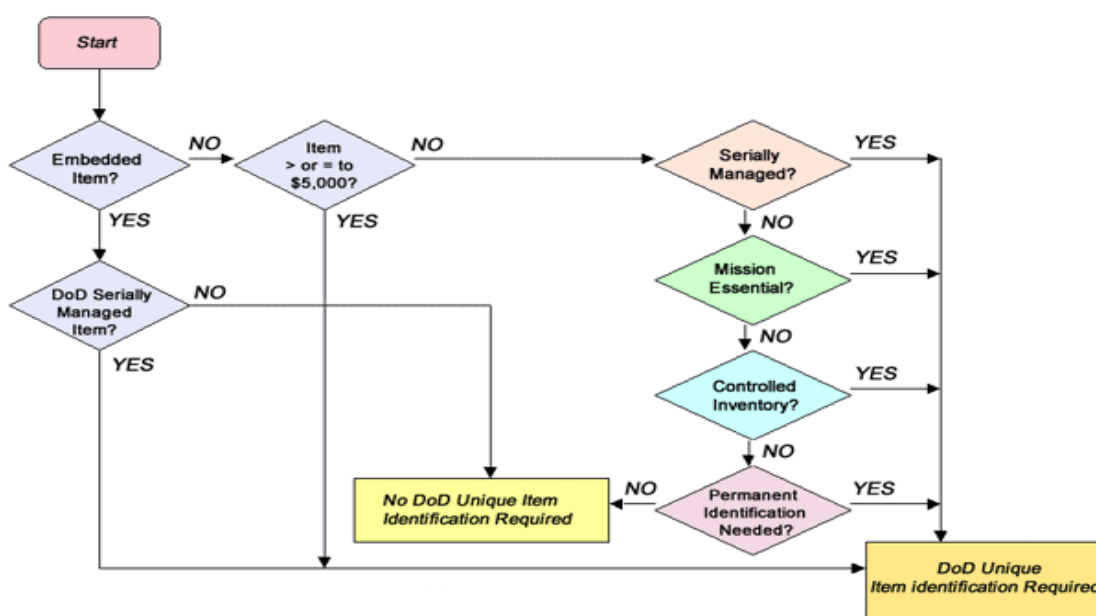 Start
Embedded
Item?
NO
Item
> or = to
$5,000?
NO
Serially
Managed?
YES
YES
YES
NO
DoD Serially
Managed
Item?
NO
Mission
Essential?
YES
YES
NO
Controlled
Inventory?
YES
NO
No DoD Unique Item
Identification Required
NO
Permanent
Identification
Needed?
YES
DoD Unique
Item identification Required